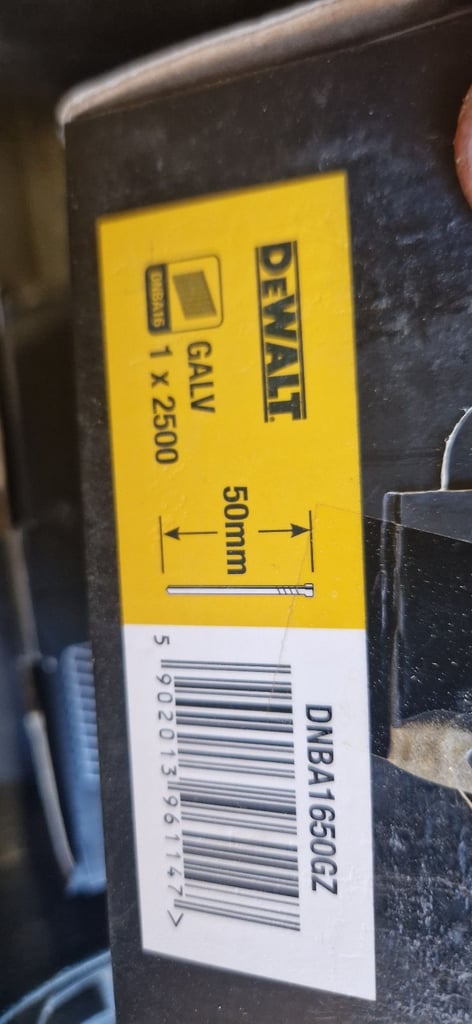 DEWALT
GALV
DNBA16
1 x 2500
50mm
DNBA1650GZ
5 902013 961147 >